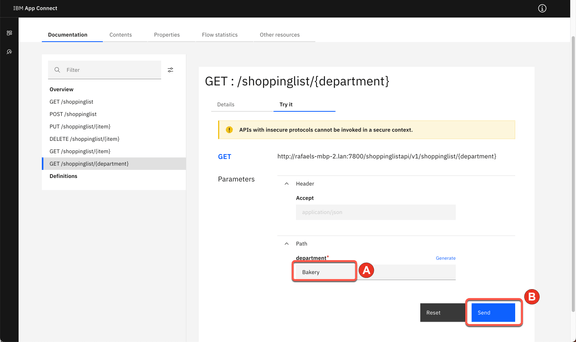 IBM App Connect
Documentation
Contents
Properties
Flow statistics
Other resources
Filter
Overview
GET /shoppinglist
POST /shoppinglist
PUT /shoppinglist/{item}
DELETE /shoppinglist/{item}
GET /shoppinglist/{item}
GET /shoppinglist/{department}
Definitions
GET : /shoppinglist/{department}
Details
Try it
APIs with insecure protocols cannot be invoked in a secure context.
GET
http://rafaels-mbp-2.lan:7800/shoppinglistapi/v1/shoppinglist/{department}
Parameters
Header
Accept
application/json
Path
department*
Generate
Bakery
A
B
Reset
Send